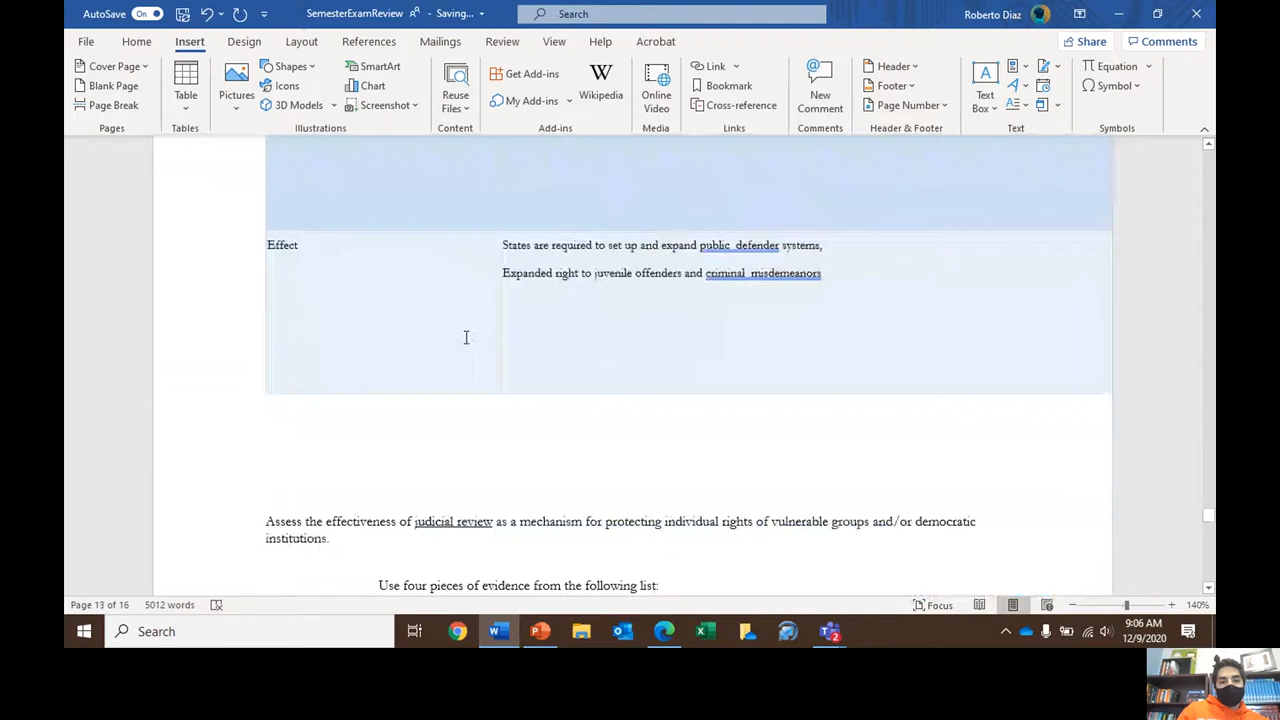 AutoSave On SemesterExamReview Saving... Search Roberto Diaz
File Home Insert Design Layout References Mailings Review View Help Acrobat Share Comments
Cover Page
Blank Page
Page Break
Pages
Table
Tables
Pictures
Shapes
Icons
3D Models
SmartArt
Chart
Screenshot
Illustrations
Reuse
Files
Content
Get Add-ins
My Add-ins
Wikipedia
Add-ins
Online
Video
Media
Link
Bookmark
Cross-reference
Links
New
Comment
Comments
Header
Footer
Page Number
Header & Footer
Text
Box
Text
Equation
Symbol
Symbols
Effect
States are required to set up and expand public defender systems,
Expanded right to juvenile offenders and criminal misdemeanors
Assess the effectiveness of judicial review as a mechanism for protecting individual rights of vulnerable groups and/or democratic
institutions.
Use four pieces of evidence from the following list:
Page 13 of 16 5012 words Focus 140%
Search
9:06 AM
12/9/2020